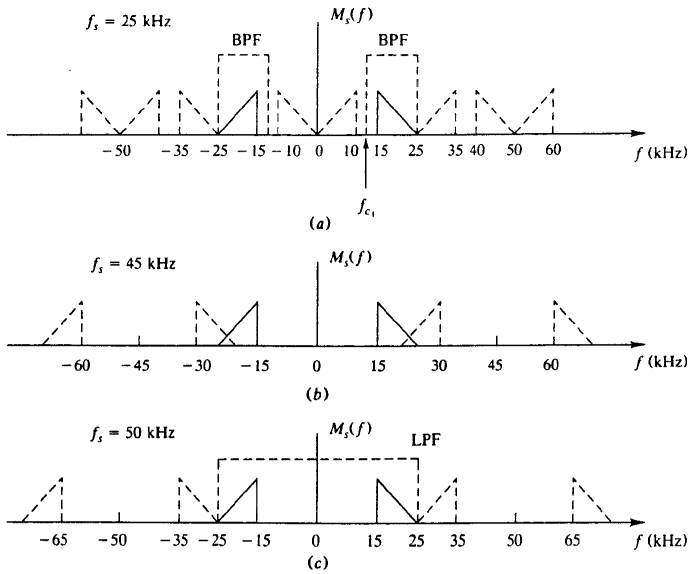 f_s = 25 kHz
M_s(f)
BPF
BPF
−50 −35 −25 −15 −10 0 10 15 25 35 40 50 60 f (kHz)
f_c₁
(a)
f_s = 45 kHz
M_s(f)
−60 −45 −30 −15 0 15 30 45 60 f (kHz)
(b)
f_s = 50 kHz
M_s(f)
LPF
−65 −50 −35 −25 −15 0 15 25 35 50 65 f (kHz)
(c)